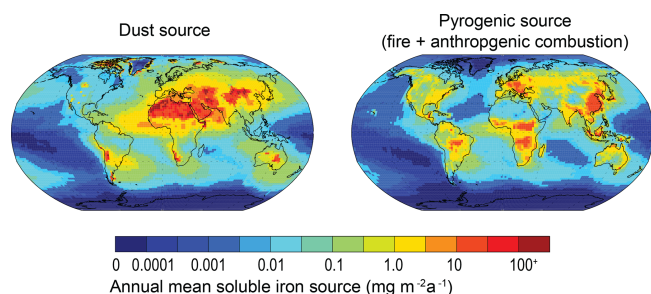 Dust source
Pyrogenic source
(fire + anthropgenic combustion)
0 0.0001 0.001 0.01 0.1 1.0 10 100+
Annual mean soluble iron source (mg m-2a-1)